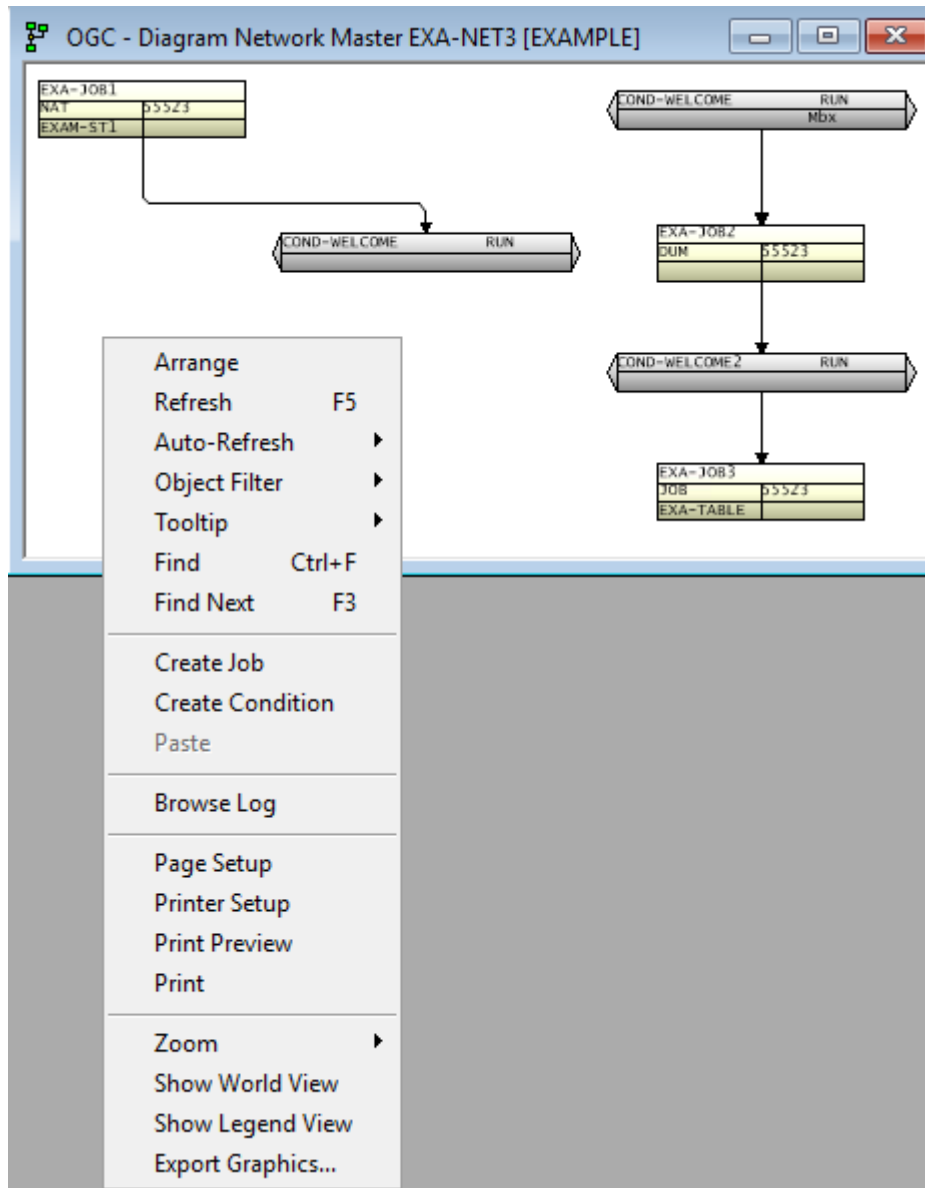 OGC - Diagram Network Master EXA-NET3 [EXAMPLE]
EXA-JOB1
NAT 55523
EXAM-ST1
COND-WELCOME RUN
Mbx
COND-WELCOME RUN
EXA-JOB2
DUM 55523
COND-WELCOME2 RUN
EXA-JOB3
JOB 55523
EXA-TABLE
Arrange
Refresh F5
Auto-Refresh
Object Filter
Tooltip
Find Ctrl+F
Find Next F3
Create Job
Create Condition
Paste
Browse Log
Page Setup
Printer Setup
Print Preview
Print
Zoom
Show World View
Show Legend View
Export Graphics...